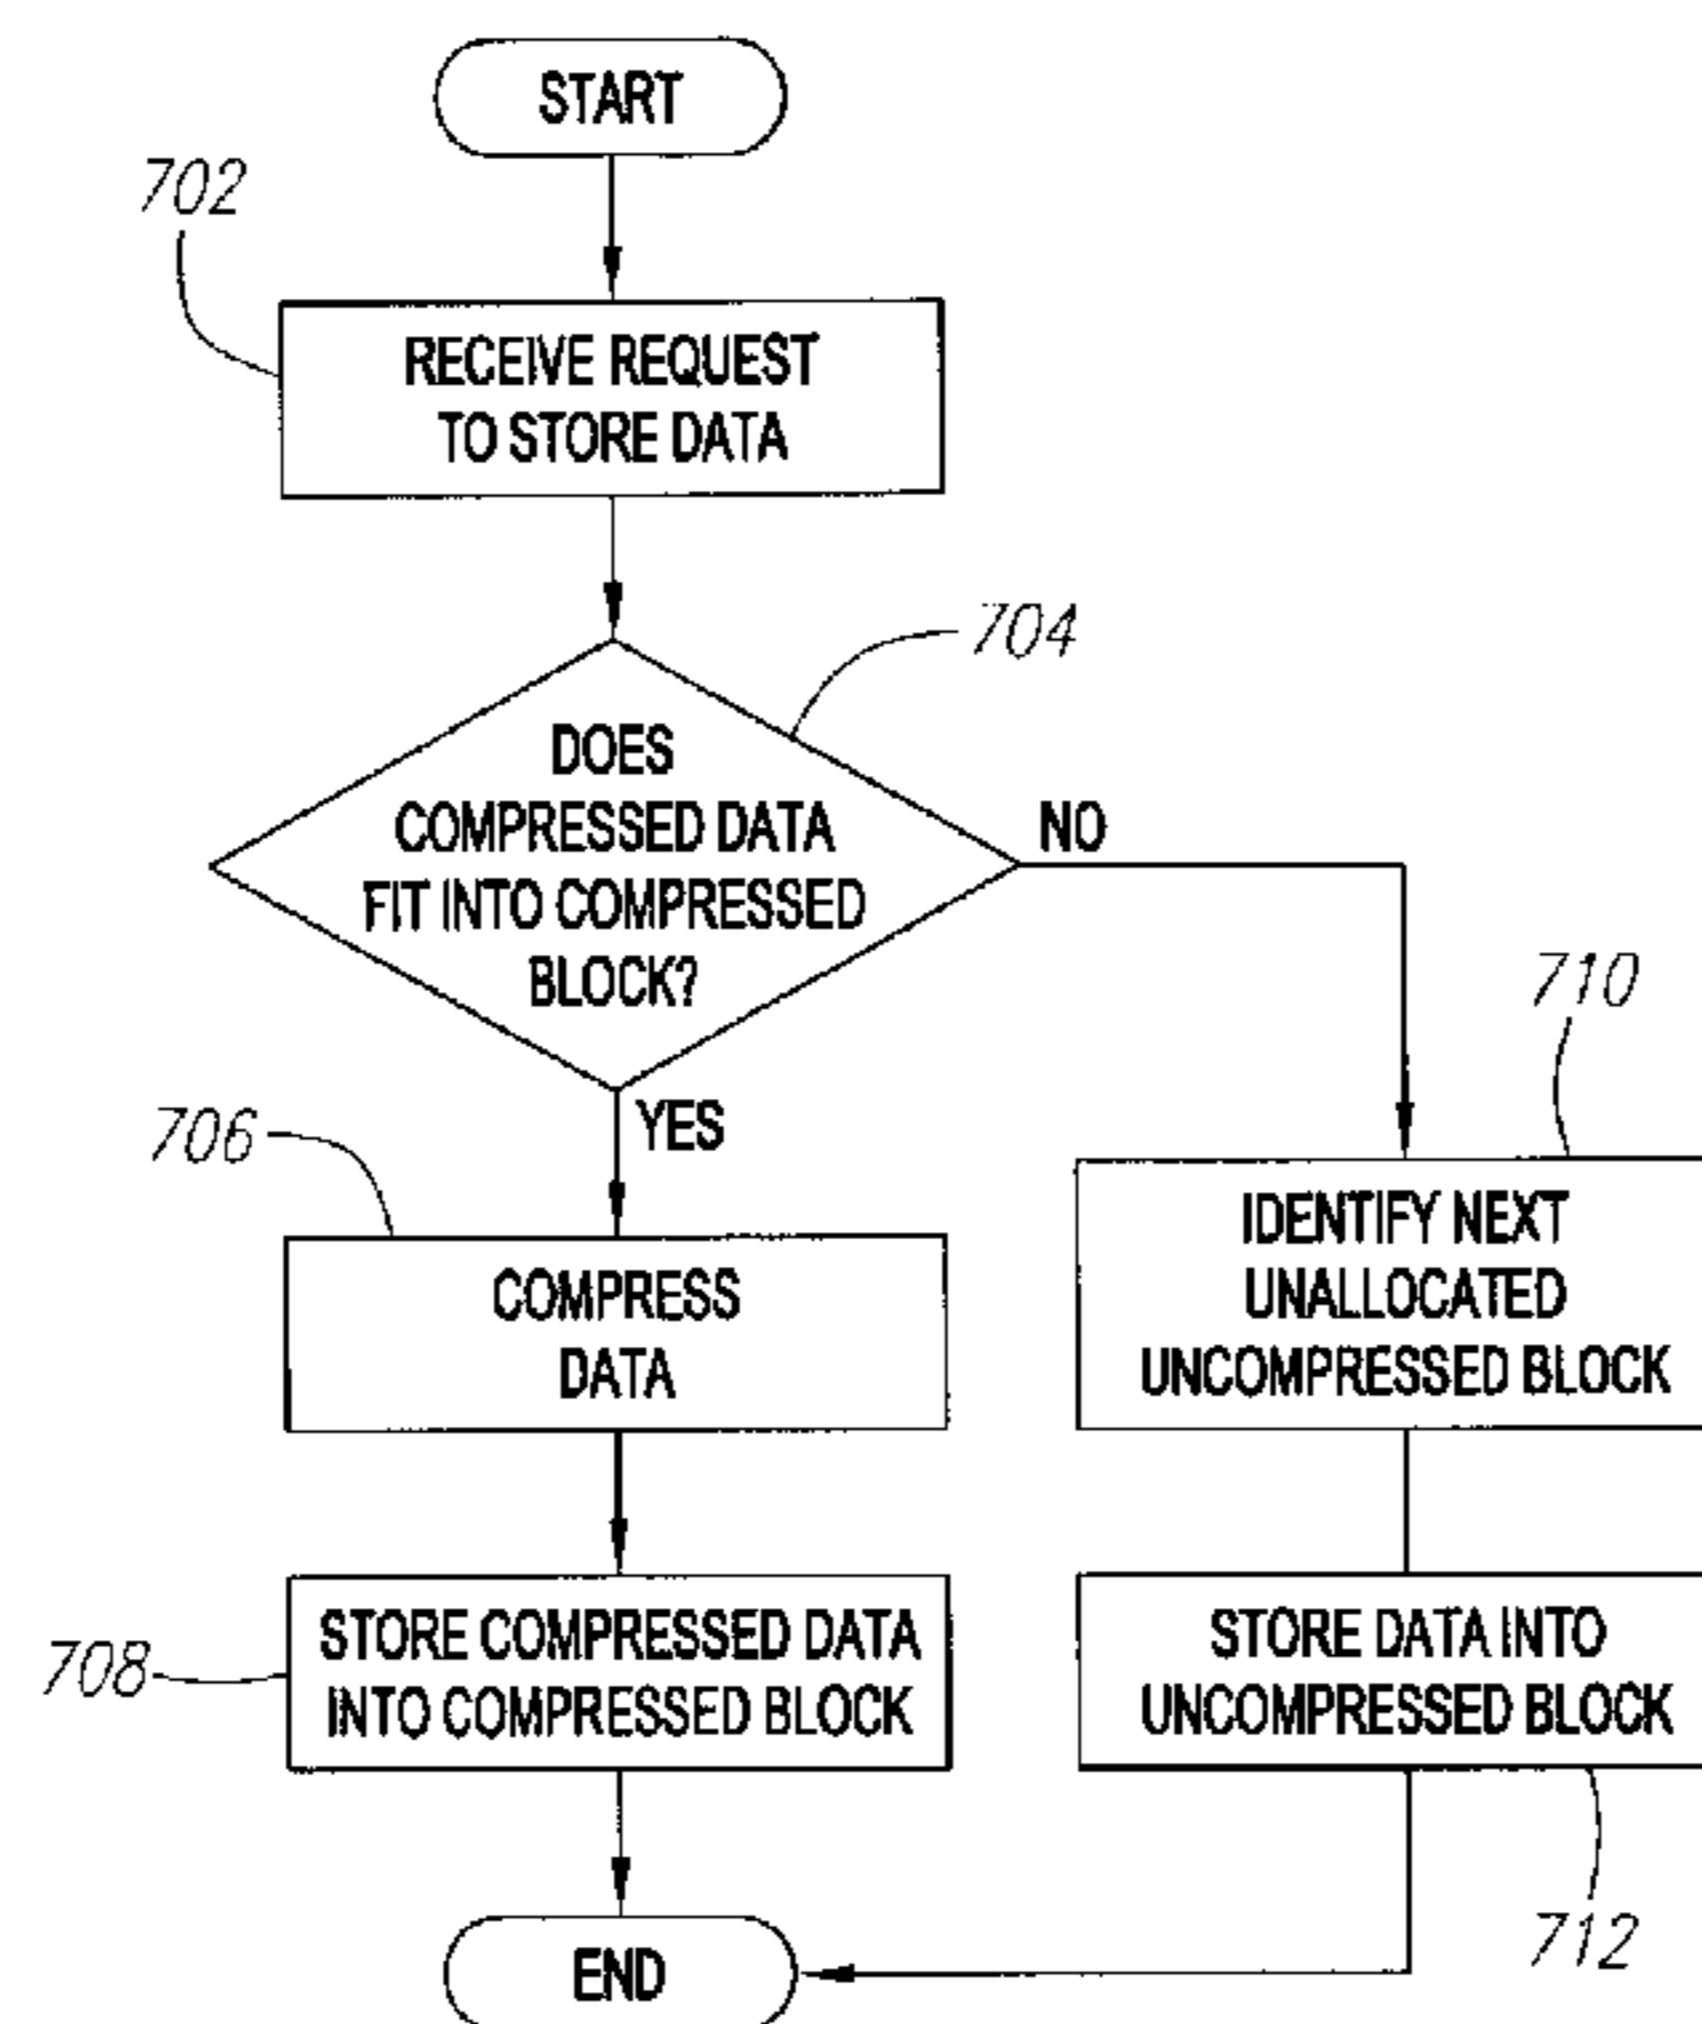 START
702
RECEIVE REQUEST
TO STORE DATA
704
DOES
COMPRESSED DATA
FIT INTO COMPRESSED
BLOCK?
NO
YES
710
706
COMPRESS
DATA
IDENTIFY NEXT
UNALLOCATED
UNCOMPRESSED BLOCK
708
STORE COMPRESSED DATA
INTO COMPRESSED BLOCK
STORE DATA INTO
UNCOMPRESSED BLOCK
712
END